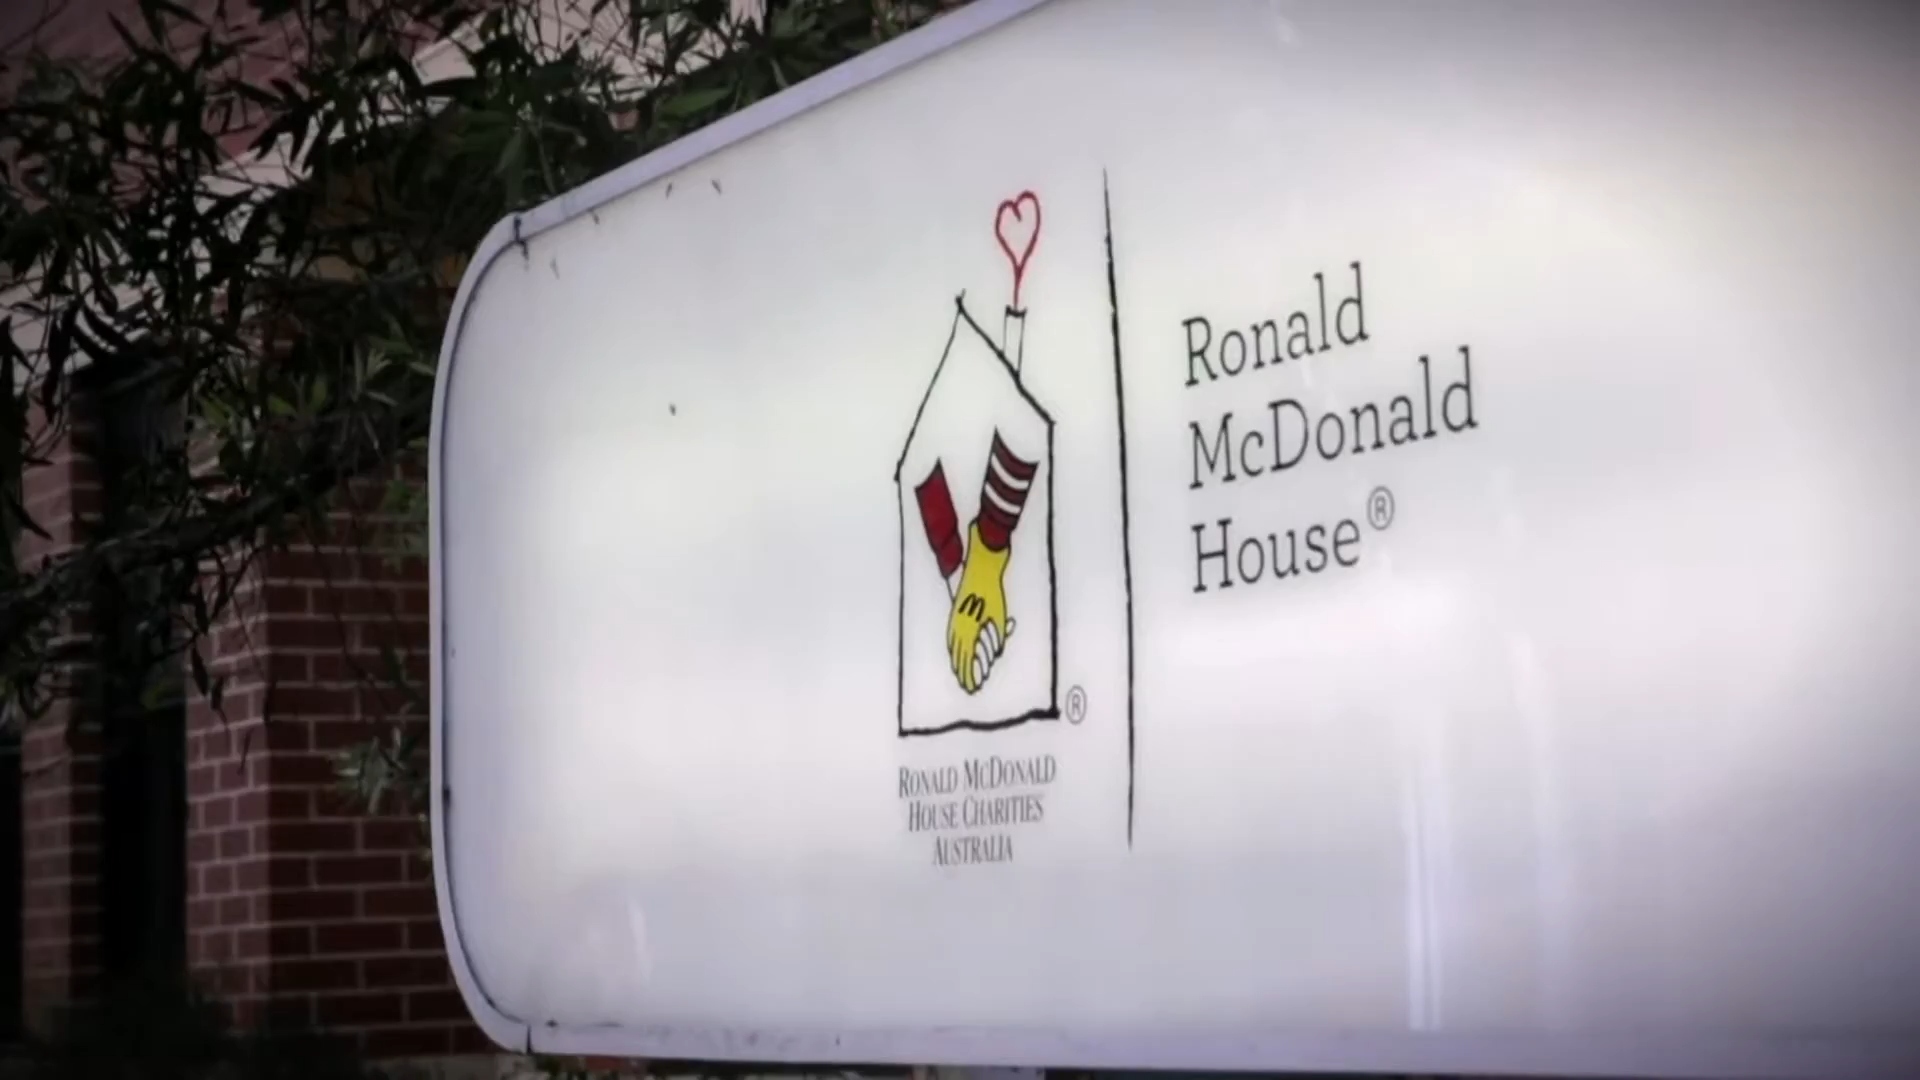 Ronald
McDonald
House®
M
®
RONALD MCDONALD
HOUSE CHARITIES
AUSTRALIA